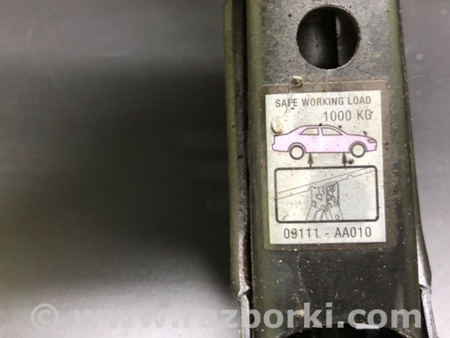 SAFE WORKING LOAD
1000 KG
09111 - AA010
© www.razborki.com/